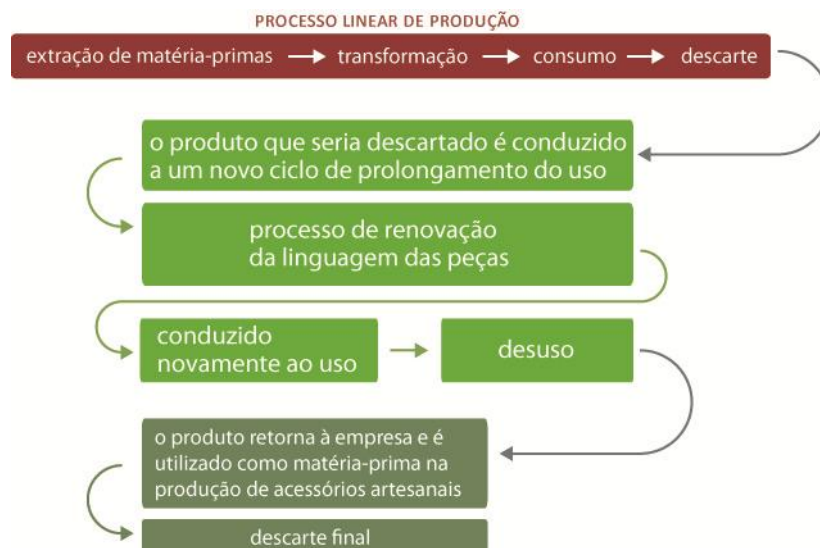 PROCESSO LINEAR DE PRODUÇÃO
extração de matéria-primas → transformação → consumo → descarte
o produto que seria descartado é conduzido
a um novo ciclo de prolongamento do uso
processo de renovação
da linguagem das peças
conduzido
novamente ao uso
desuso
o produto retorna à empresa e é
utilizado como matéria-prima na
produção de acessórios artesanais
descarte final